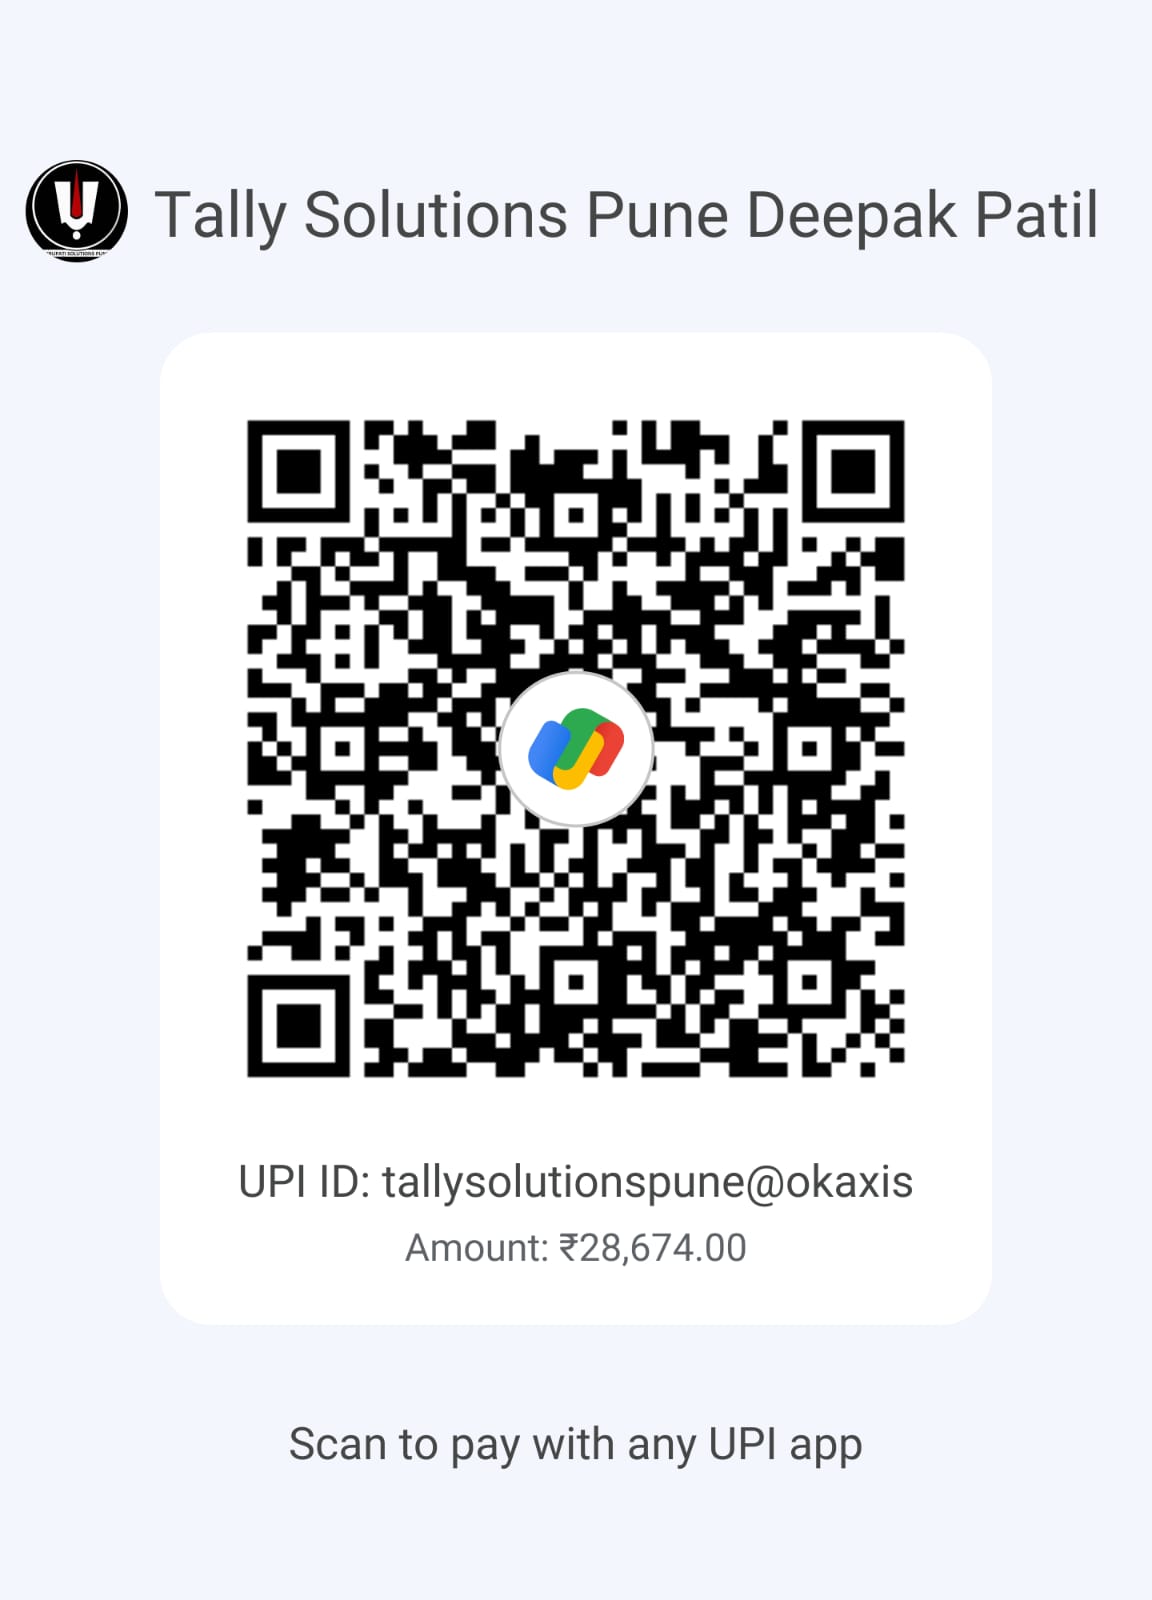 Tally Solutions Pune Deepak Patil
UPI ID: tallysolutionspune@okaxis
Amount: ₹28,674.00
Scan to pay with any UPI app